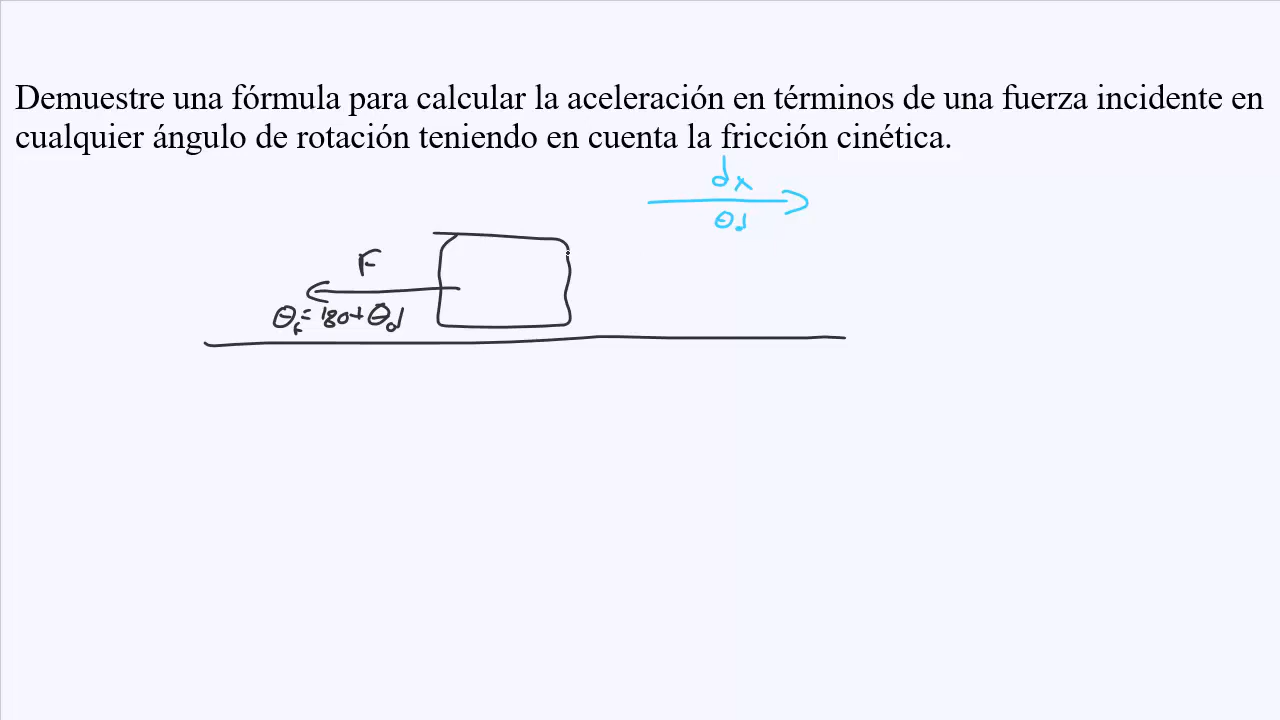 Demuestre una fórmula para calcular la aceleración en términos de una fuerza incidente en
cualquier ángulo de rotación teniendo en cuenta la fricción cinética.
dx
θd
F
θF = 180 + θd